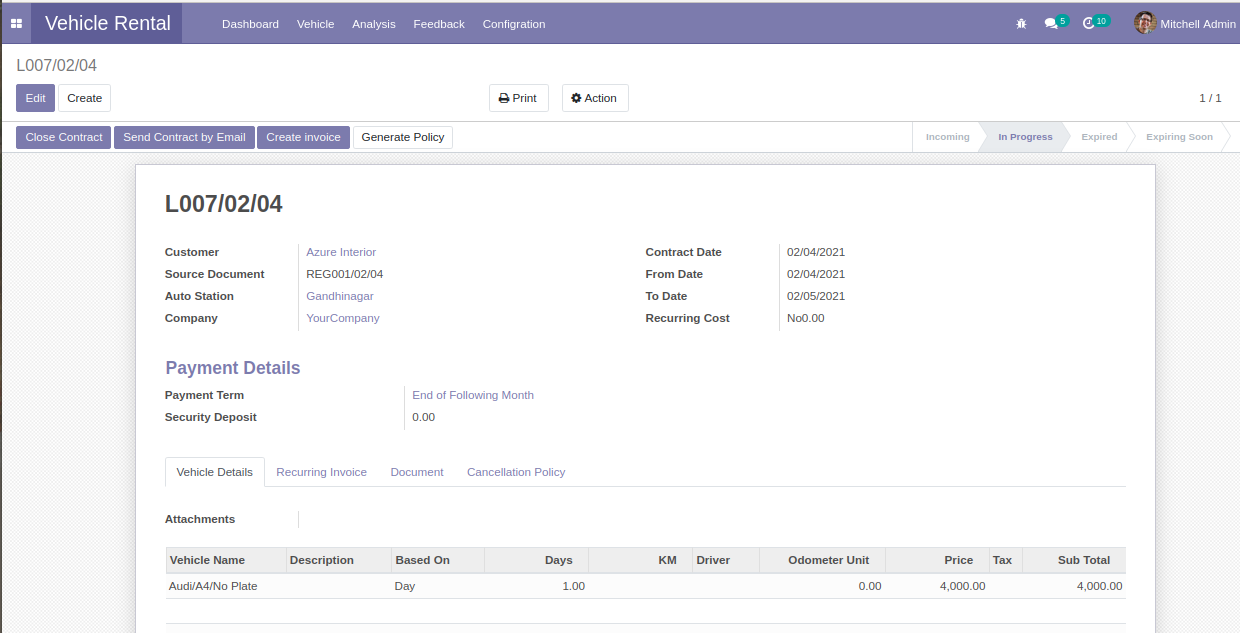 Vehicle Rental Dashboard Vehicle Analysis Feedback Configration 5 10 Mitchell Admin
L007/02/04
Edit Create Print Action 1 / 1
Close Contract Send Contract by Email Create invoice Generate Policy Incoming In Progress Expired Expiring Soon
L007/02/04
Customer Azure Interior Contract Date 02/04/2021
Source Document REG001/02/04 From Date 02/04/2021
Auto Station Gandhinagar To Date 02/05/2021
Company YourCompany Recurring Cost No0.00
Payment Details
Payment Term End of Following Month
Security Deposit 0.00
Vehicle Details Recurring Invoice Document Cancellation Policy
Attachments
Vehicle Name Description Based On Days KM Driver Odometer Unit Price Tax Sub Total
Audi/A4/No Plate Day 1.00 0.00 4,000.00 4,000.00